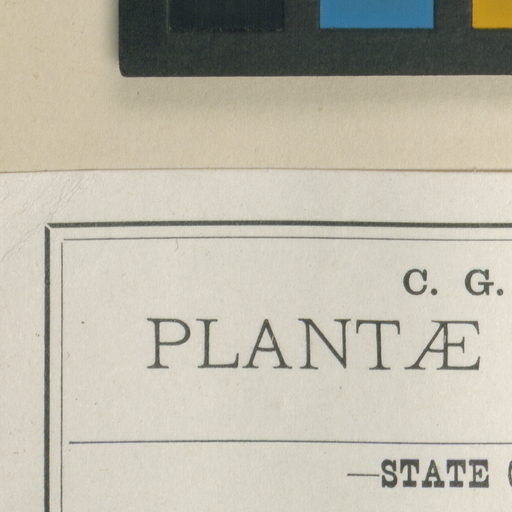 C. G.
PLANTÆ
—STATE